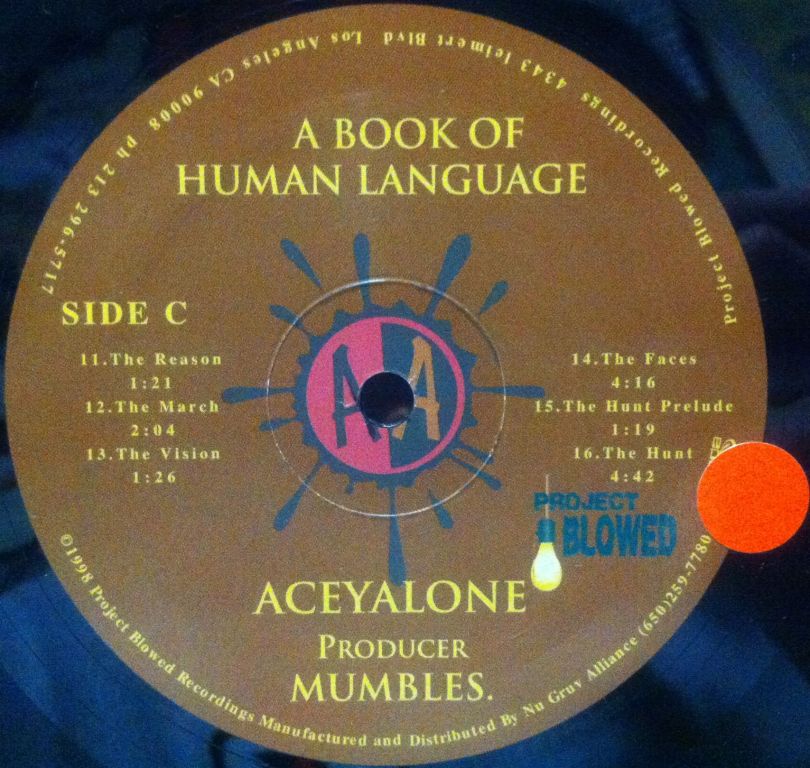 Project Blowed Recordings 4343 leimert Blvd Los Angeles CA 90008 ph 213 296-5717
A BOOK OF
HUMAN LANGUAGE
SIDE C
11.The Reason
1:21
12.The March
2:04
13.The Vision
1:26
14.The Faces
4:16
15.The Hunt Prelude
1:19
16.The Hunt
4:42
A A
PROJECT
BLOWED
ACEYALONE
PRODUCER
MUMBLES.
©1998 Project Blowed Recordings Manufactured and Distributed By Nu Gruv Alliance (650)259-7780